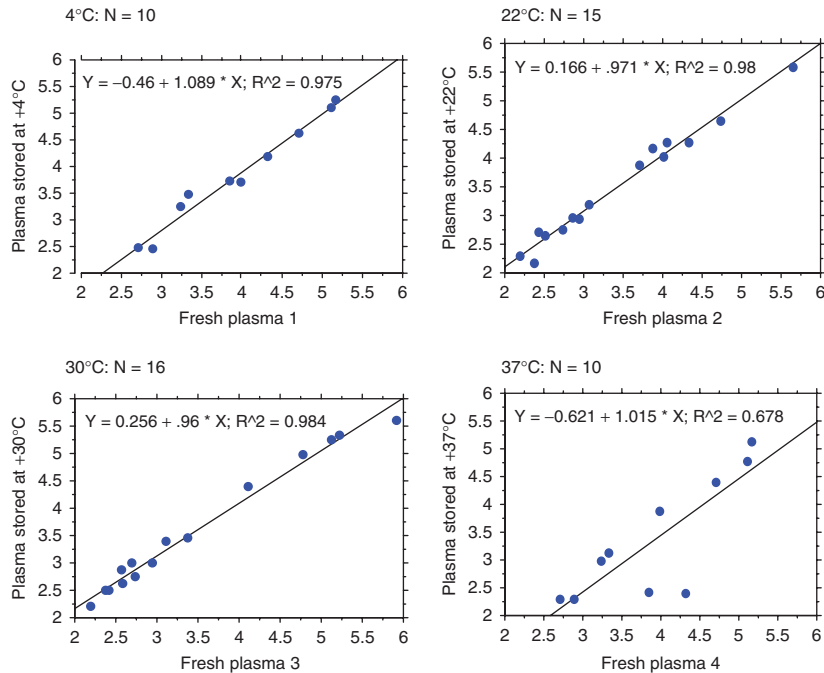 4°C: N = 10
Y = −0.46 + 1.089 * X; R^2 = 0.975
Plasma stored at +4°C
6
5.5
5
4.5
4
3.5
3
2.5
2
2 2.5 3 3.5 4 4.5 5 5.5 6
Fresh plasma 1
22°C: N = 15
Y = 0.166 + .971 * X; R^2 = 0.98
Plasma stored at +22°C
6
5.5
5
4.5
4
3.5
3
2.5
2
2 2.5 3 3.5 4 4.5 5 5.5 6
Fresh plasma 2
30°C: N = 16
Y = 0.256 + .96 * X; R^2 = 0.984
Plasma stored at +30°C
6
5.5
5
4.5
4
3.5
3
2.5
2
2 2.5 3 3.5 4 4.5 5 5.5 6
Fresh plasma 3
37°C: N = 10
Y = −0.621 + 1.015 * X; R^2 = 0.678
Plasma stored at +37°C
6
5.5
5
4.5
4
3.5
3
2.5
2
2 2.5 3 3.5 4 4.5 5 5.5 6
Fresh plasma 4